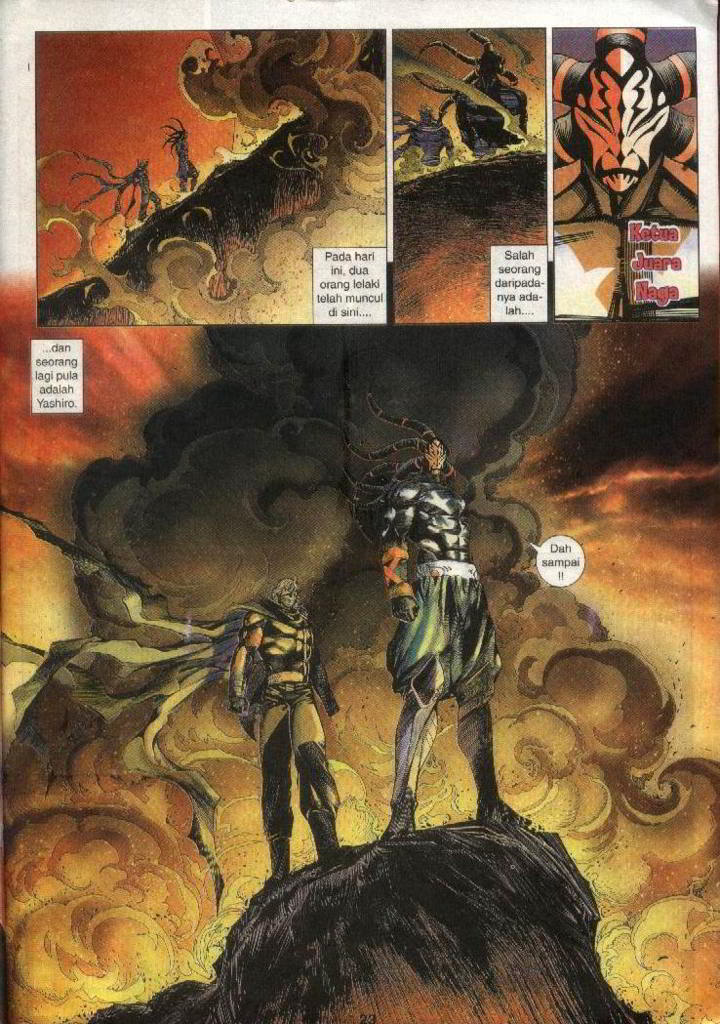 Pada hari
ini, dua
orang lelaki
telah muncul
di sini....
Salah
seorang
daripada-
nya ada-
lah....
Ketua
Juara
Naga
...dan
seorang
lagi pula
adalah
Yashiro.
Dah
sampai
!!
23